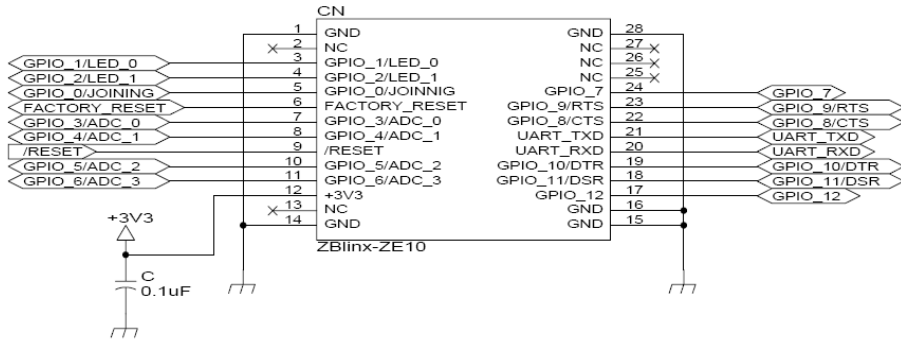 CN
1 GND GND 28
2 NC NC 27
GPIO_1/LED_0 3 GPIO_1/LED_0 NC 26
GPIO_2/LED_1 4 GPIO_2/LED_1 NC 25
GPIO_0/JOINNING 5 GPIO_0/JOINNIG GPIO_7 24 GPIO_7
FACTORY_RESET 6 FACTORY_RESET GPIO_9/RTS 23 GPIO_9/RTS
GPIO_3/ADC_0 7 GPIO_3/ADC_0 GPIO_8/CTS 22 GPIO_8/CTS
GPIO_4/ADC_1 8 GPIO_4/ADC_1 UART_TXD 21 UART_TXD
/RESET 9 /RESET UART_RXD 20 UART_RXD
GPIO_5/ADC_2 10 GPIO_5/ADC_2 GPIO_10/DTR 19 GPIO_10/DTR
GPIO_6/ADC_3 11 GPIO_6/ADC_3 GPIO_11/DSR 18 GPIO_11/DSR
12 +3V3 GPIO_12 17 GPIO_12
13 NC GND 16
14 GND GND 15
ZBlinx-ZE10
+3V3
C
0.1uF